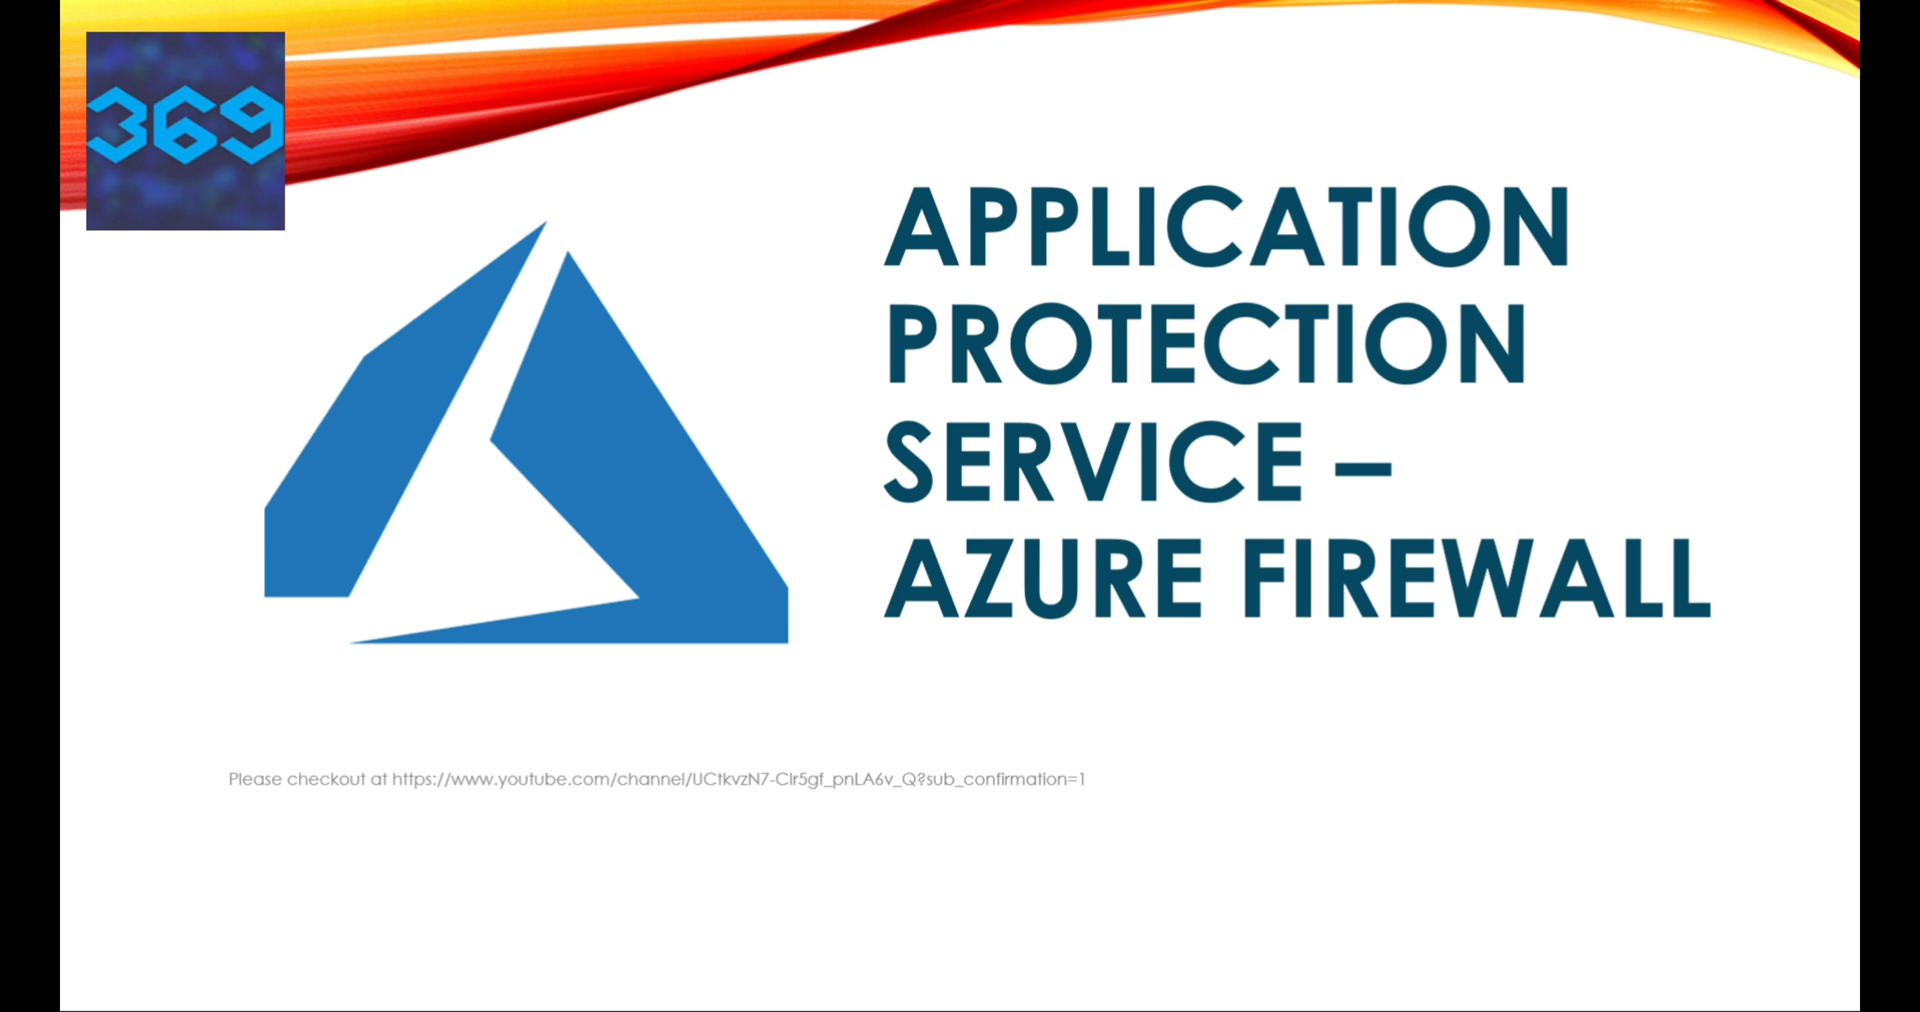 369
APPLICATION
PROTECTION
SERVICE –
AZURE FIREWALL
Please checkout at https://www.youtube.com/channel/UCtkvzN7-Clr5gf_pnLA6v_Q?sub_confirmation=1